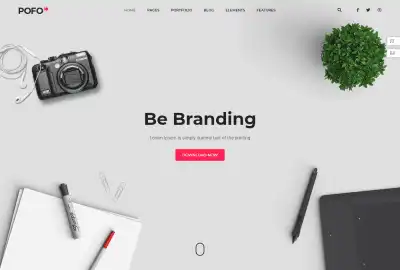 POFO
HOME PAGES PORTFOLIO BLOG ELEMENTS FEATURES
Be Branding
Lorem Ipsum is simply dummy text of the printing
DOWNLOAD NOW